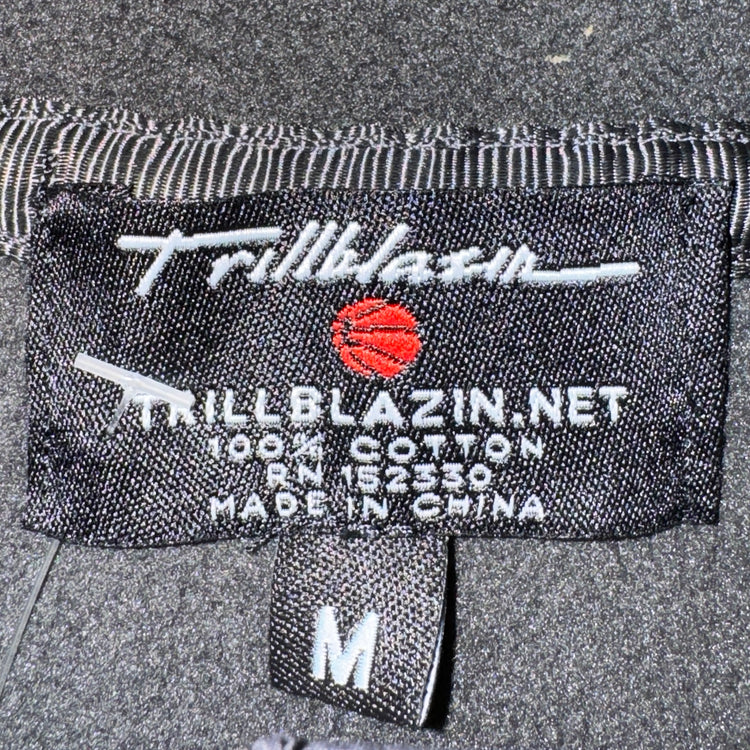 Trillblazin
TRILLBLAZIN.NET
100% COTTON
RN 152330
MADE IN CHINA
M